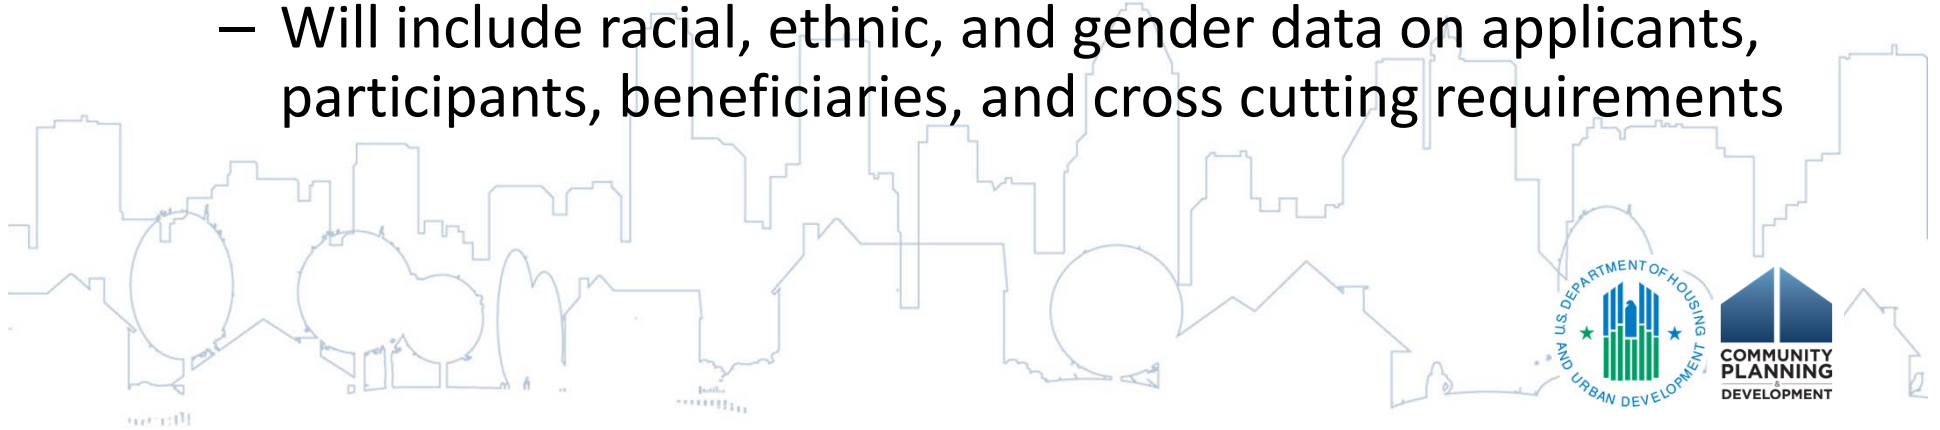 – Will include racial, ethnic, and gender data on applicants,
participants, beneficiaries, and cross cutting requirements
U.S. DEPARTMENT OF HOUSING
AND URBAN DEVELOPMENT
COMMUNITY
PLANNING
&
DEVELOPMENT